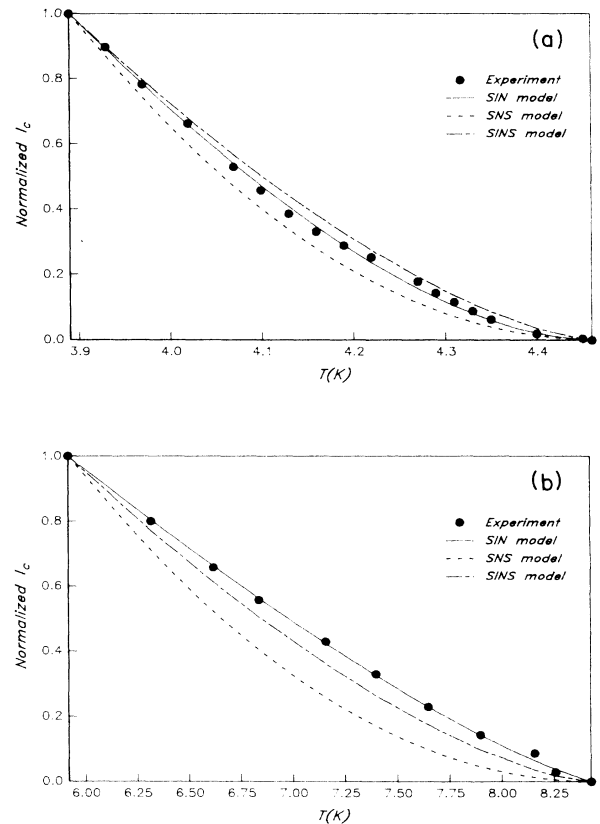 (a)
1.0
0.8
0.6
0.4
0.2
0.0
Normalized Ic
Experiment
SIN model
SNS model
SINS model
3.9 4.0 4.1 4.2 4.3 4.4
T(K)
(b)
1.0
0.8
0.6
0.4
0.2
0.0
Normalized Ic
Experiment
SIN model
SNS model
SINS model
6.00 6.25 6.50 6.75 7.00 7.25 7.50 7.75 8.00 8.25
T(K)